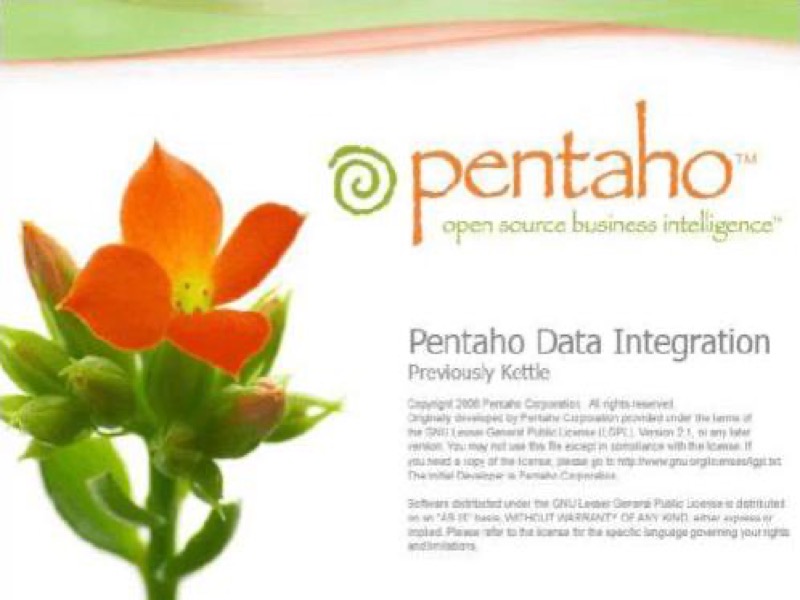 pentaho™
open source business intelligence™
Pentaho Data Integration
Previously Kettle
Copyright 2006 Pentaho Corporation. All rights reserved.
Originally developed by Pentaho Corporation provided under the terms of
the GNU Lesser General Public License (LGPL), Version 2.1, or any later
version. You may not use this file except in compliance with the license. If
you need a copy of the license, please go to http://www.gnu.org/licenses/lgpl.txt.
The Initial Developer is Pentaho Corporation.
Software distributed under the GNU Lesser General Public License is distributed
on an "AS IS" basis, WITHOUT WARRANTY OF ANY KIND, either express or
implied. Please refer to the license for the specific language governing your rights
and limitations.